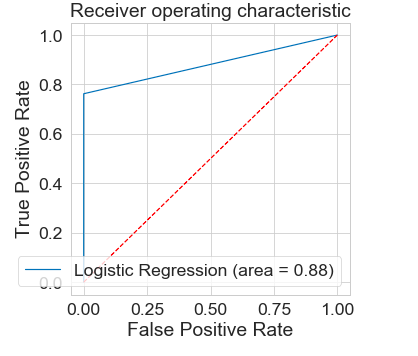 Receiver operating characteristic
True Positive Rate
1.0
0.8
0.6
0.4
0.2
0.0
Logistic Regression (area = 0.88)
0.00 0.25 0.50 0.75 1.00
False Positive Rate